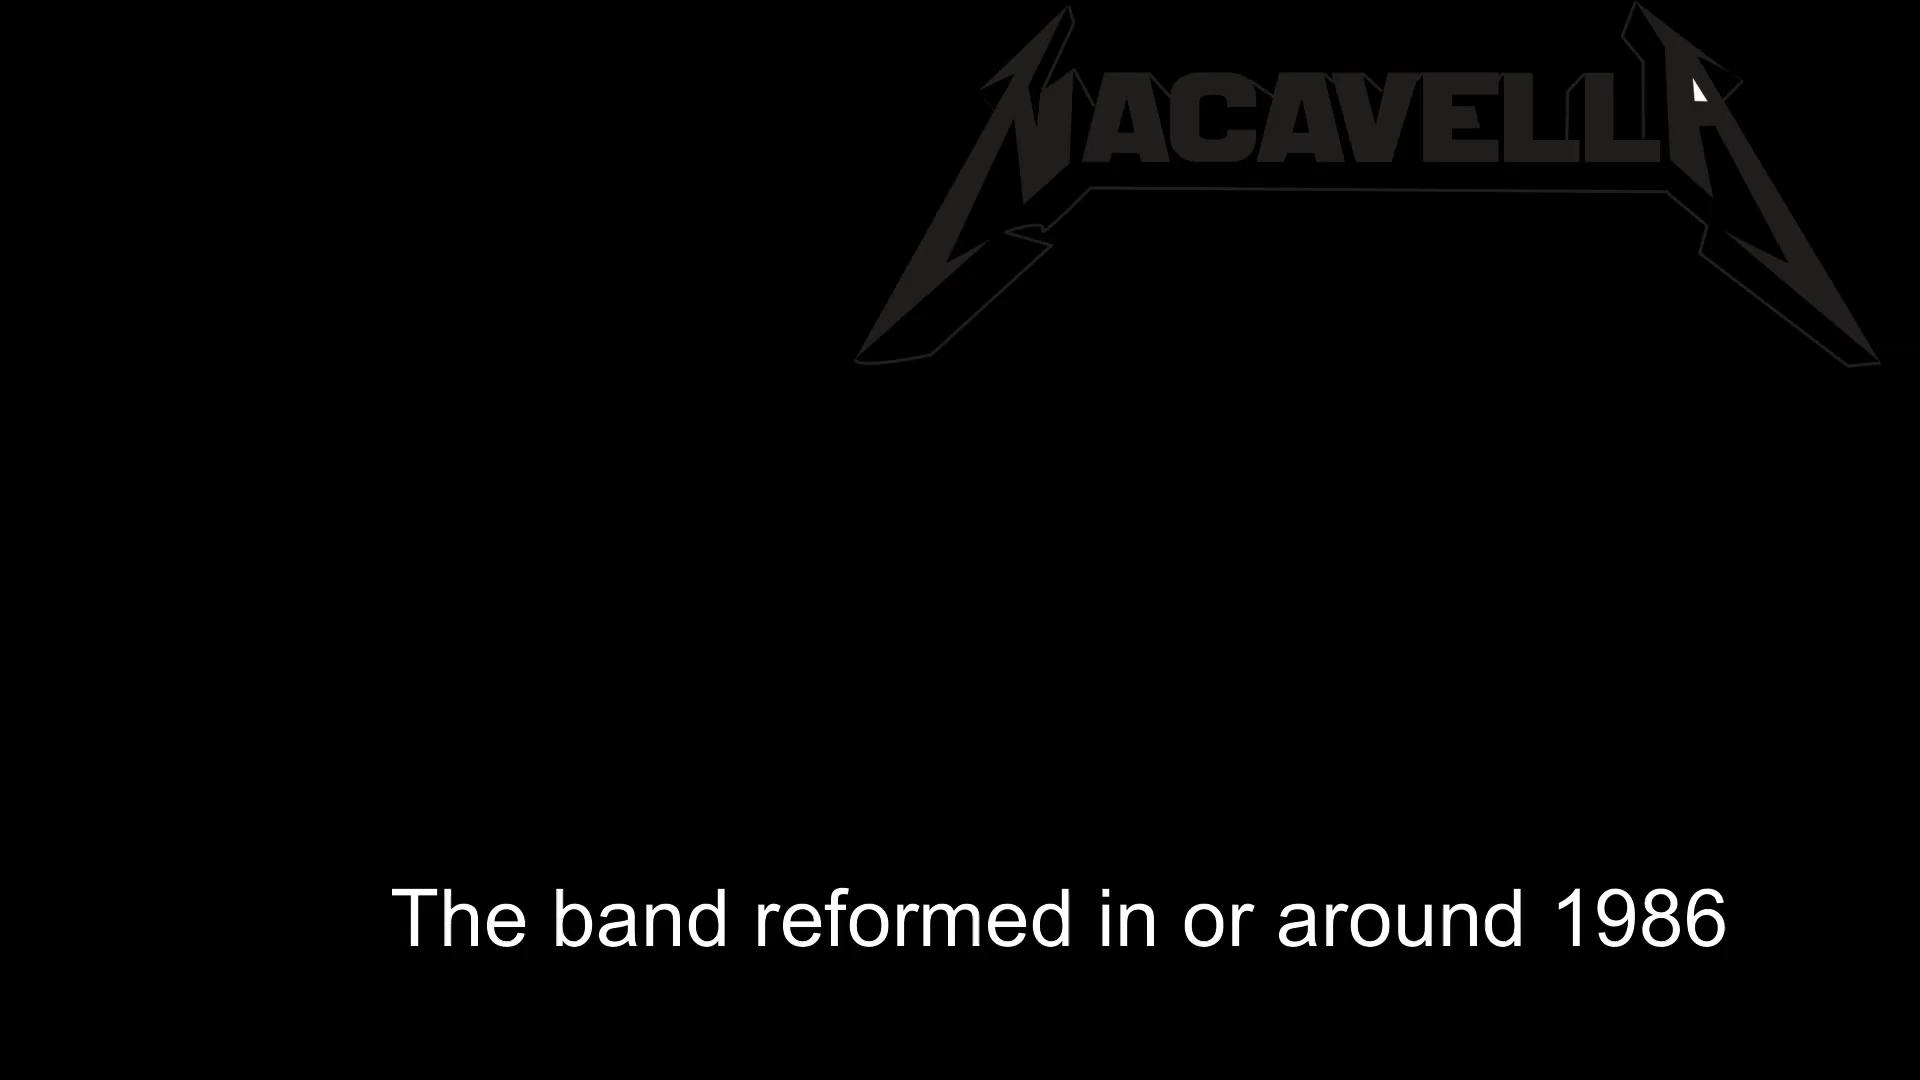 NACAVELLA
The band reformed in or around 1986